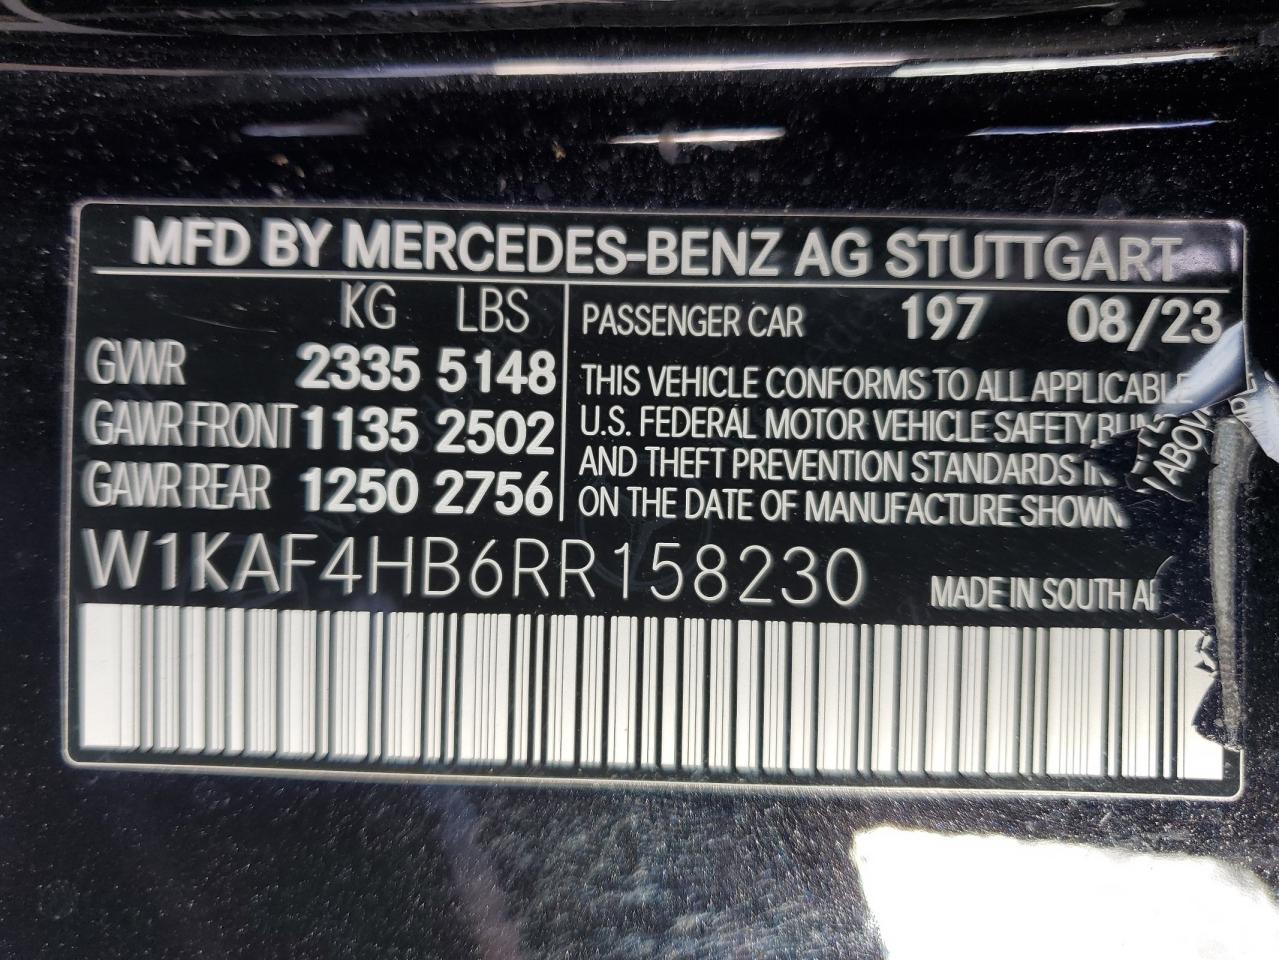 MFD BY MERCEDES-BENZ AG STUTTGART
KG LBS
GVWR 2335 5148
GAWR FRONT 1135 2502
GAWR REAR 1250 2756
PASSENGER CAR 197 08/23
THIS VEHICLE CONFORMS TO ALL APPLICABLE
U.S. FEDERAL MOTOR VEHICLE SAFETY,
AND THEFT PREVENTION STANDARDS
ON THE DATE OF MANUFACTURE SHOWN
ABOV
W1KAF4HB6RR158230
MADE IN SOUTH AF